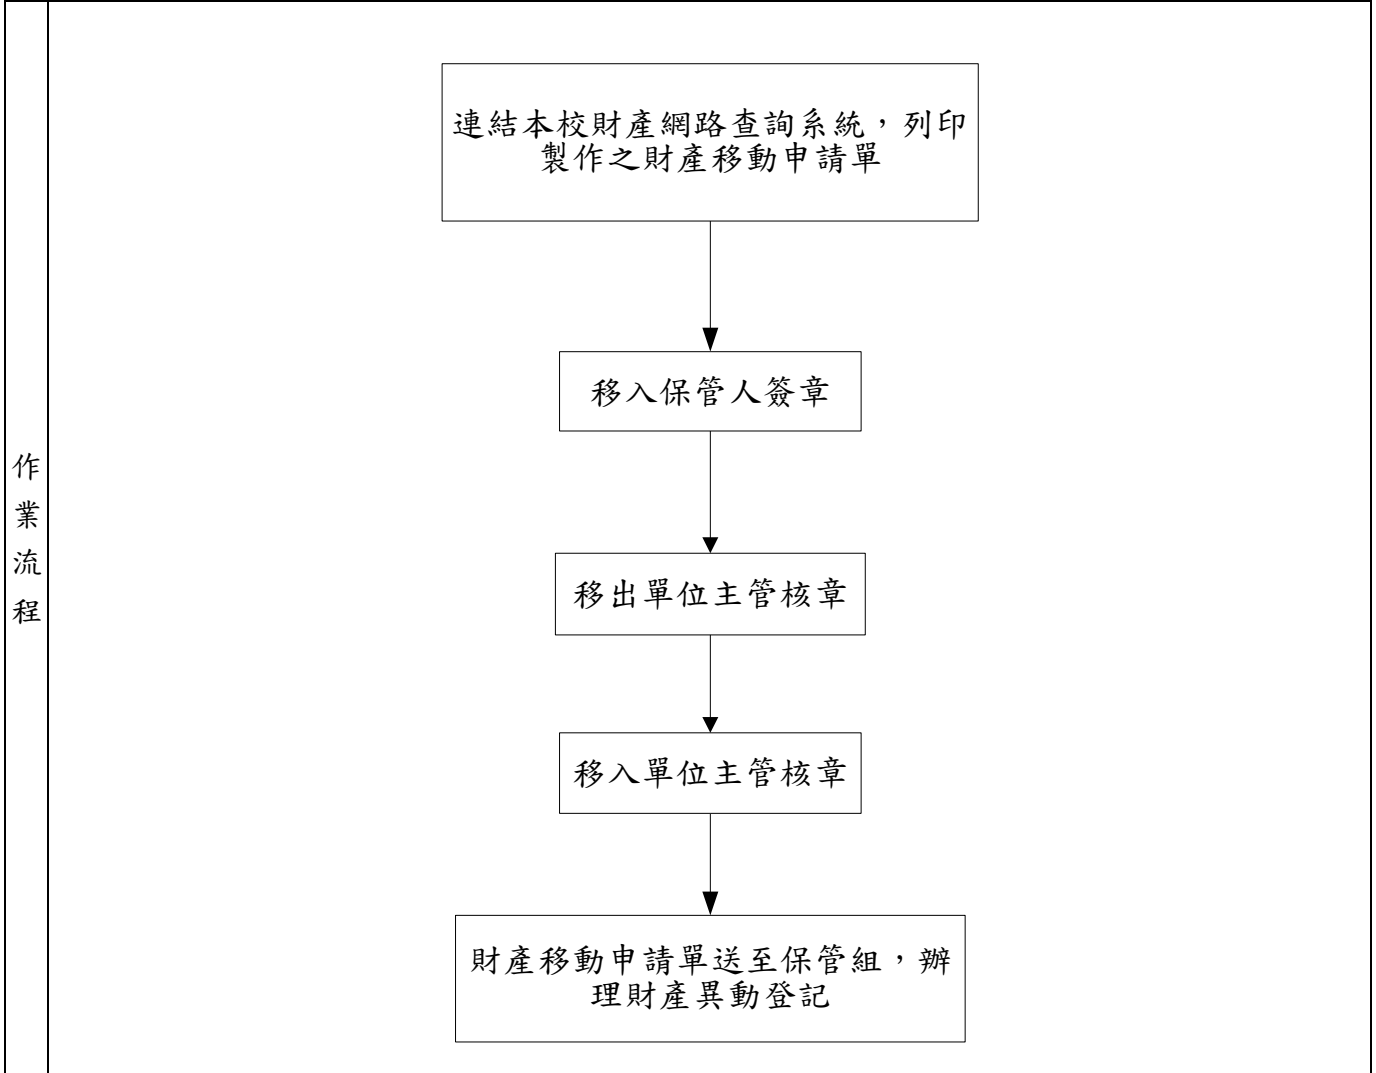 連結本校財產網路查詢系統，列印
製作之財產移動申請單
移入保管人簽章
作
業
流
程
移出單位主管核章
移入單位主管核章
財產移動申請單送至保管組，辦
理財產異動登記